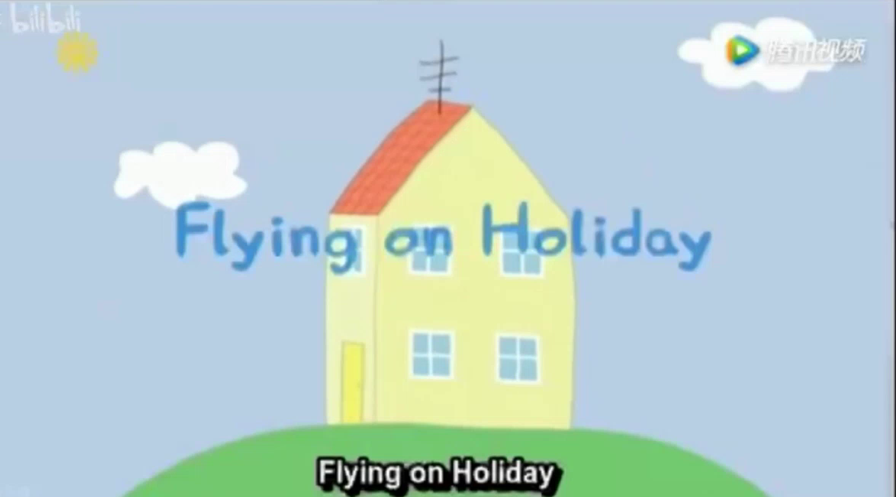 bilibili
腾讯视频
Flying on Holiday
Flying on Holiday